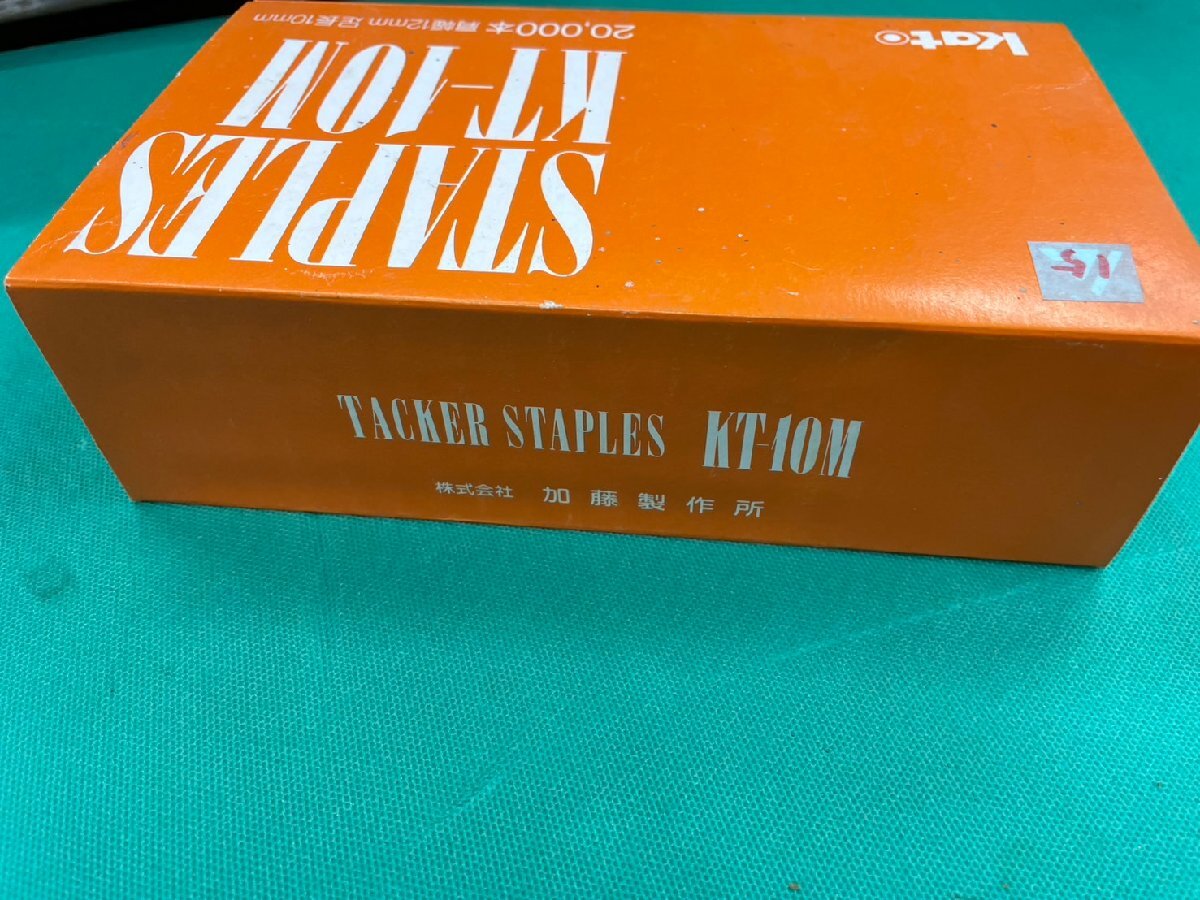 Kato
20,000本 肩幅12mm 足長10mm
KT-10M
STAPLES
TACKER STAPLES KT-10M
株式会社 加藤製作所